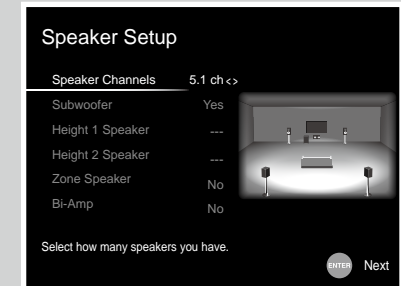 Speaker Setup
Speaker Channels 5.1 ch <>
Subwoofer Yes
Height 1 Speaker ---
Height 2 Speaker ---
Zone Speaker No
Bi-Amp No
Select how many speakers you have.
ENTER Next